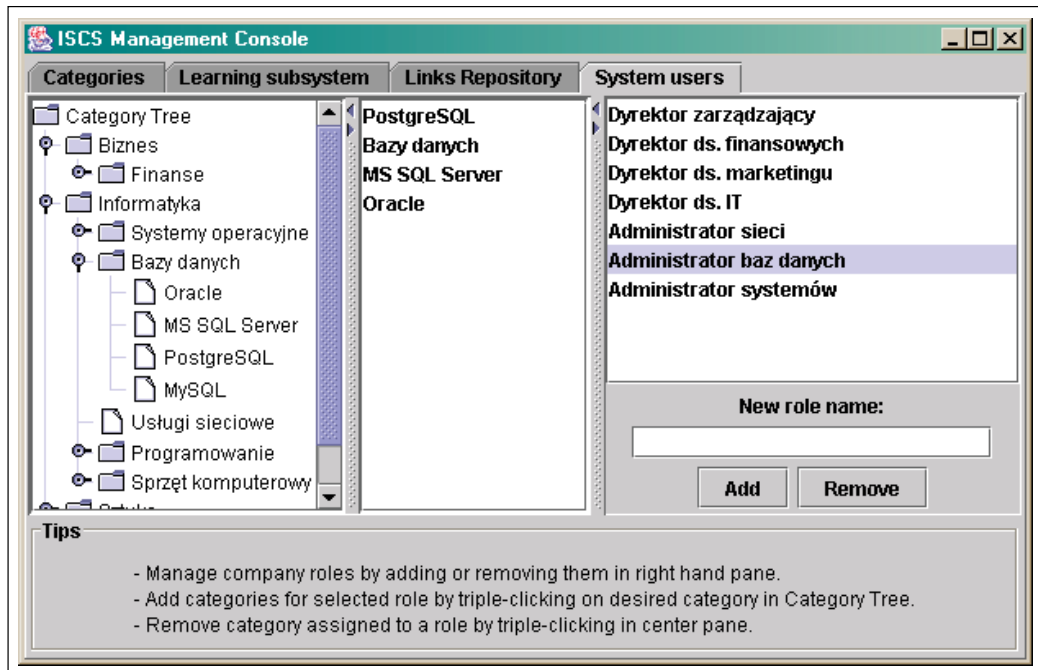 ISCS Management Console
Categories
Learning subsystem
Links Repository
System users
Category Tree
Biznes
Finanse
Informatyka
Systemy operacyjne
Bazy danych
Oracle
MS SQL Server
PostgreSQL
MySQL
Usługi sieciowe
Programowanie
Sprzęt komputerowy
PostgreSQL
Bazy danych
MS SQL Server
Oracle
Dyrektor zarządzający
Dyrektor ds. finansowych
Dyrektor ds. marketingu
Dyrektor ds. IT
Administrator sieci
Administrator baz danych
Administrator systemów
New role name:
Add
Remove
Tips
- Manage company roles by adding or removing them in right hand pane.
- Add categories for selected role by triple-clicking on desired category in Category Tree.
- Remove category assigned to a role by triple-clicking in center pane.